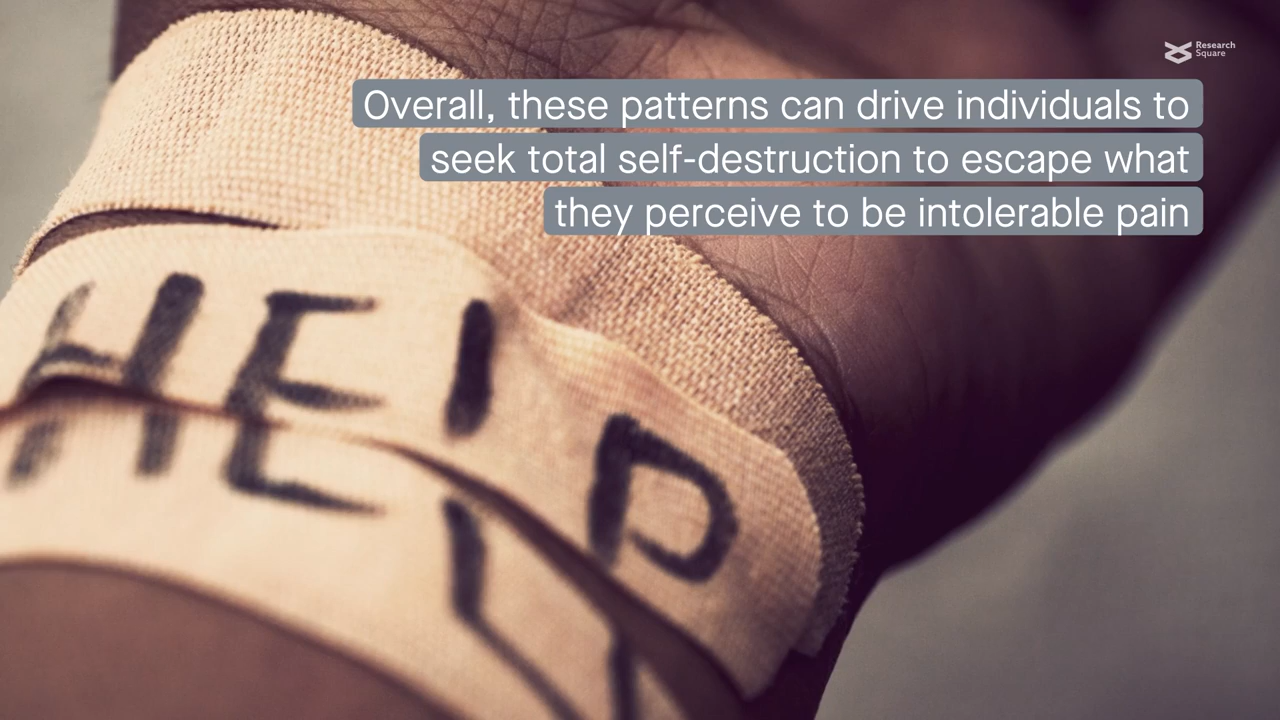 Research
Square
Overall, these patterns can drive individuals to
seek total self-destruction to escape what
they perceive to be intolerable pain
HELP